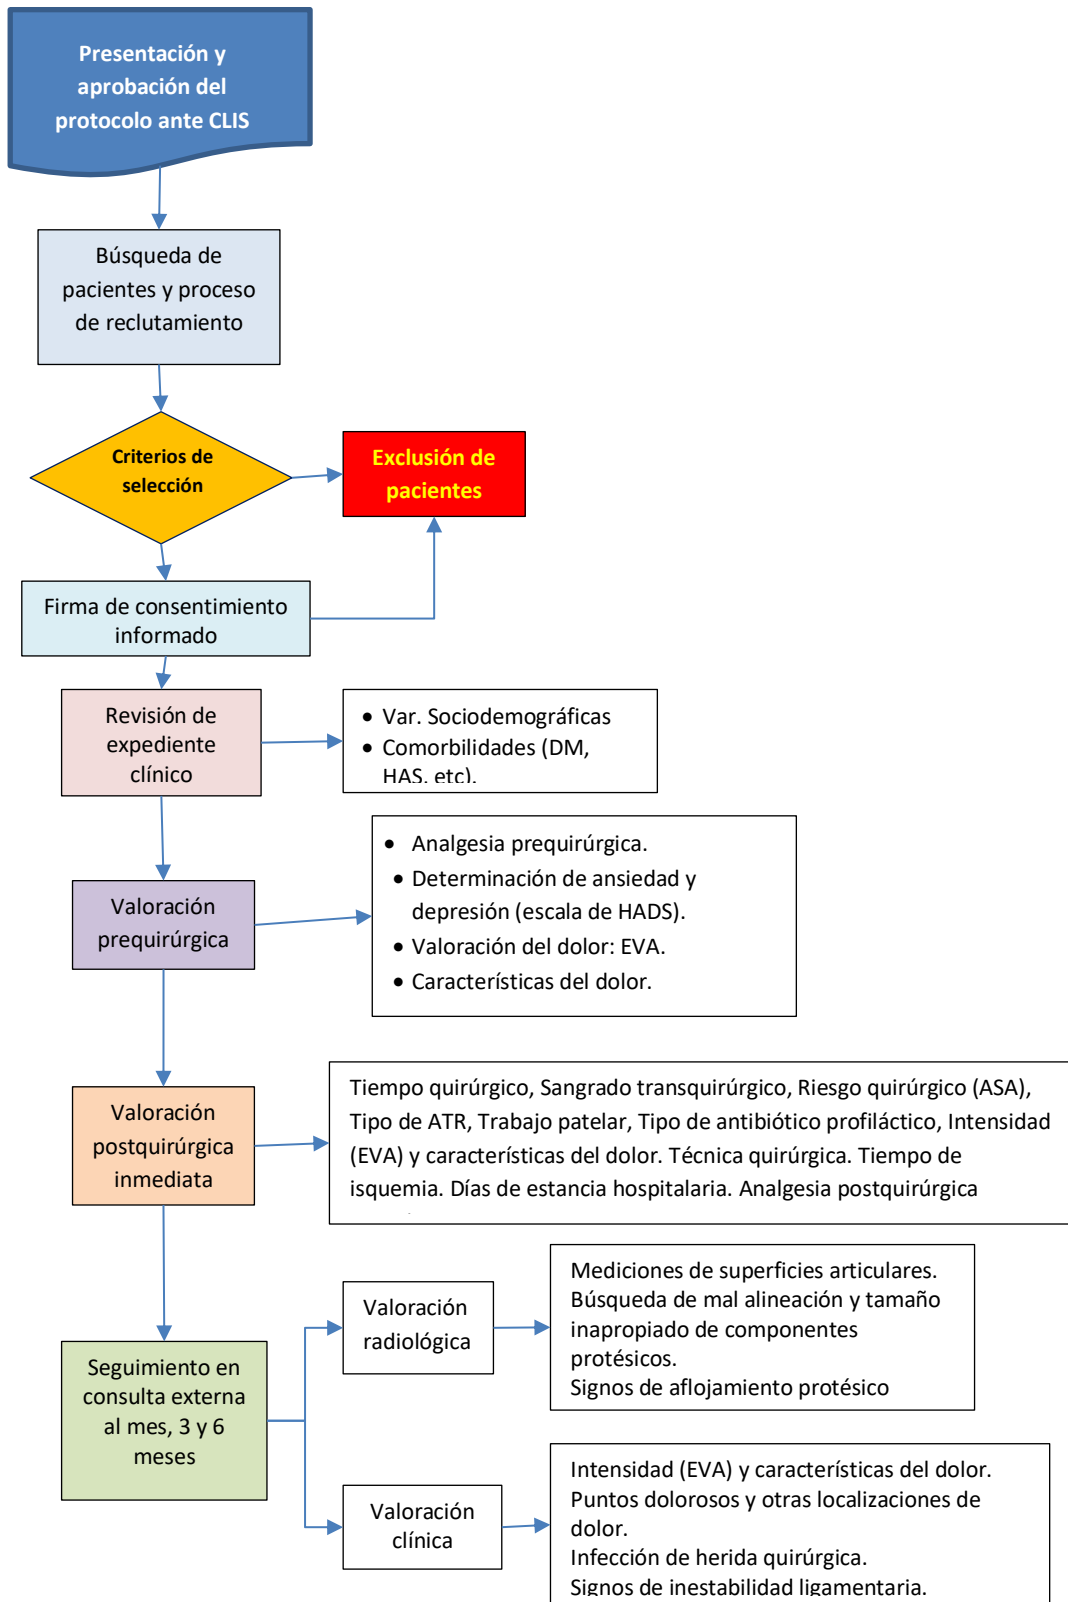 Presentación y
aprobación del
protocolo ante CLIS
Búsqueda de
pacientes y proceso
de reclutamiento
Criterios de
selección
Exclusión de
pacientes
Firma de consentimiento
informado
Revisión de
expediente
clínico
• Var. Sociodemográficas
• Comorbilidades (DM,
HAS, etc).
Valoración
prequirúrgica
• Analgesia prequirúrgica.
• Determinación de ansiedad y
depresión (escala de HADS).
• Valoración del dolor: EVA.
• Características del dolor.
Valoración
postquirúrgica
inmediata
Tiempo quirúrgico, Sangrado transquirúrgico, Riesgo quirúrgico (ASA),
Tipo de ATR, Trabajo patelar, Tipo de antibiótico profiláctico, Intensidad
(EVA) y características del dolor. Técnica quirúrgica. Tiempo de
isquemia. Días de estancia hospitalaria. Analgesia postquirúrgica
Seguimiento en
consulta externa
al mes, 3 y 6
meses
Valoración
radiológica
Mediciones de superficies articulares.
Búsqueda de mal alineación y tamaño
inapropiado de componentes
protésicos.
Signos de aflojamiento protésico
Valoración
clínica
Intensidad (EVA) y características del dolor.
Puntos dolorosos y otras localizaciones de
dolor.
Infección de herida quirúrgica.
Signos de inestabilidad ligamentaria.